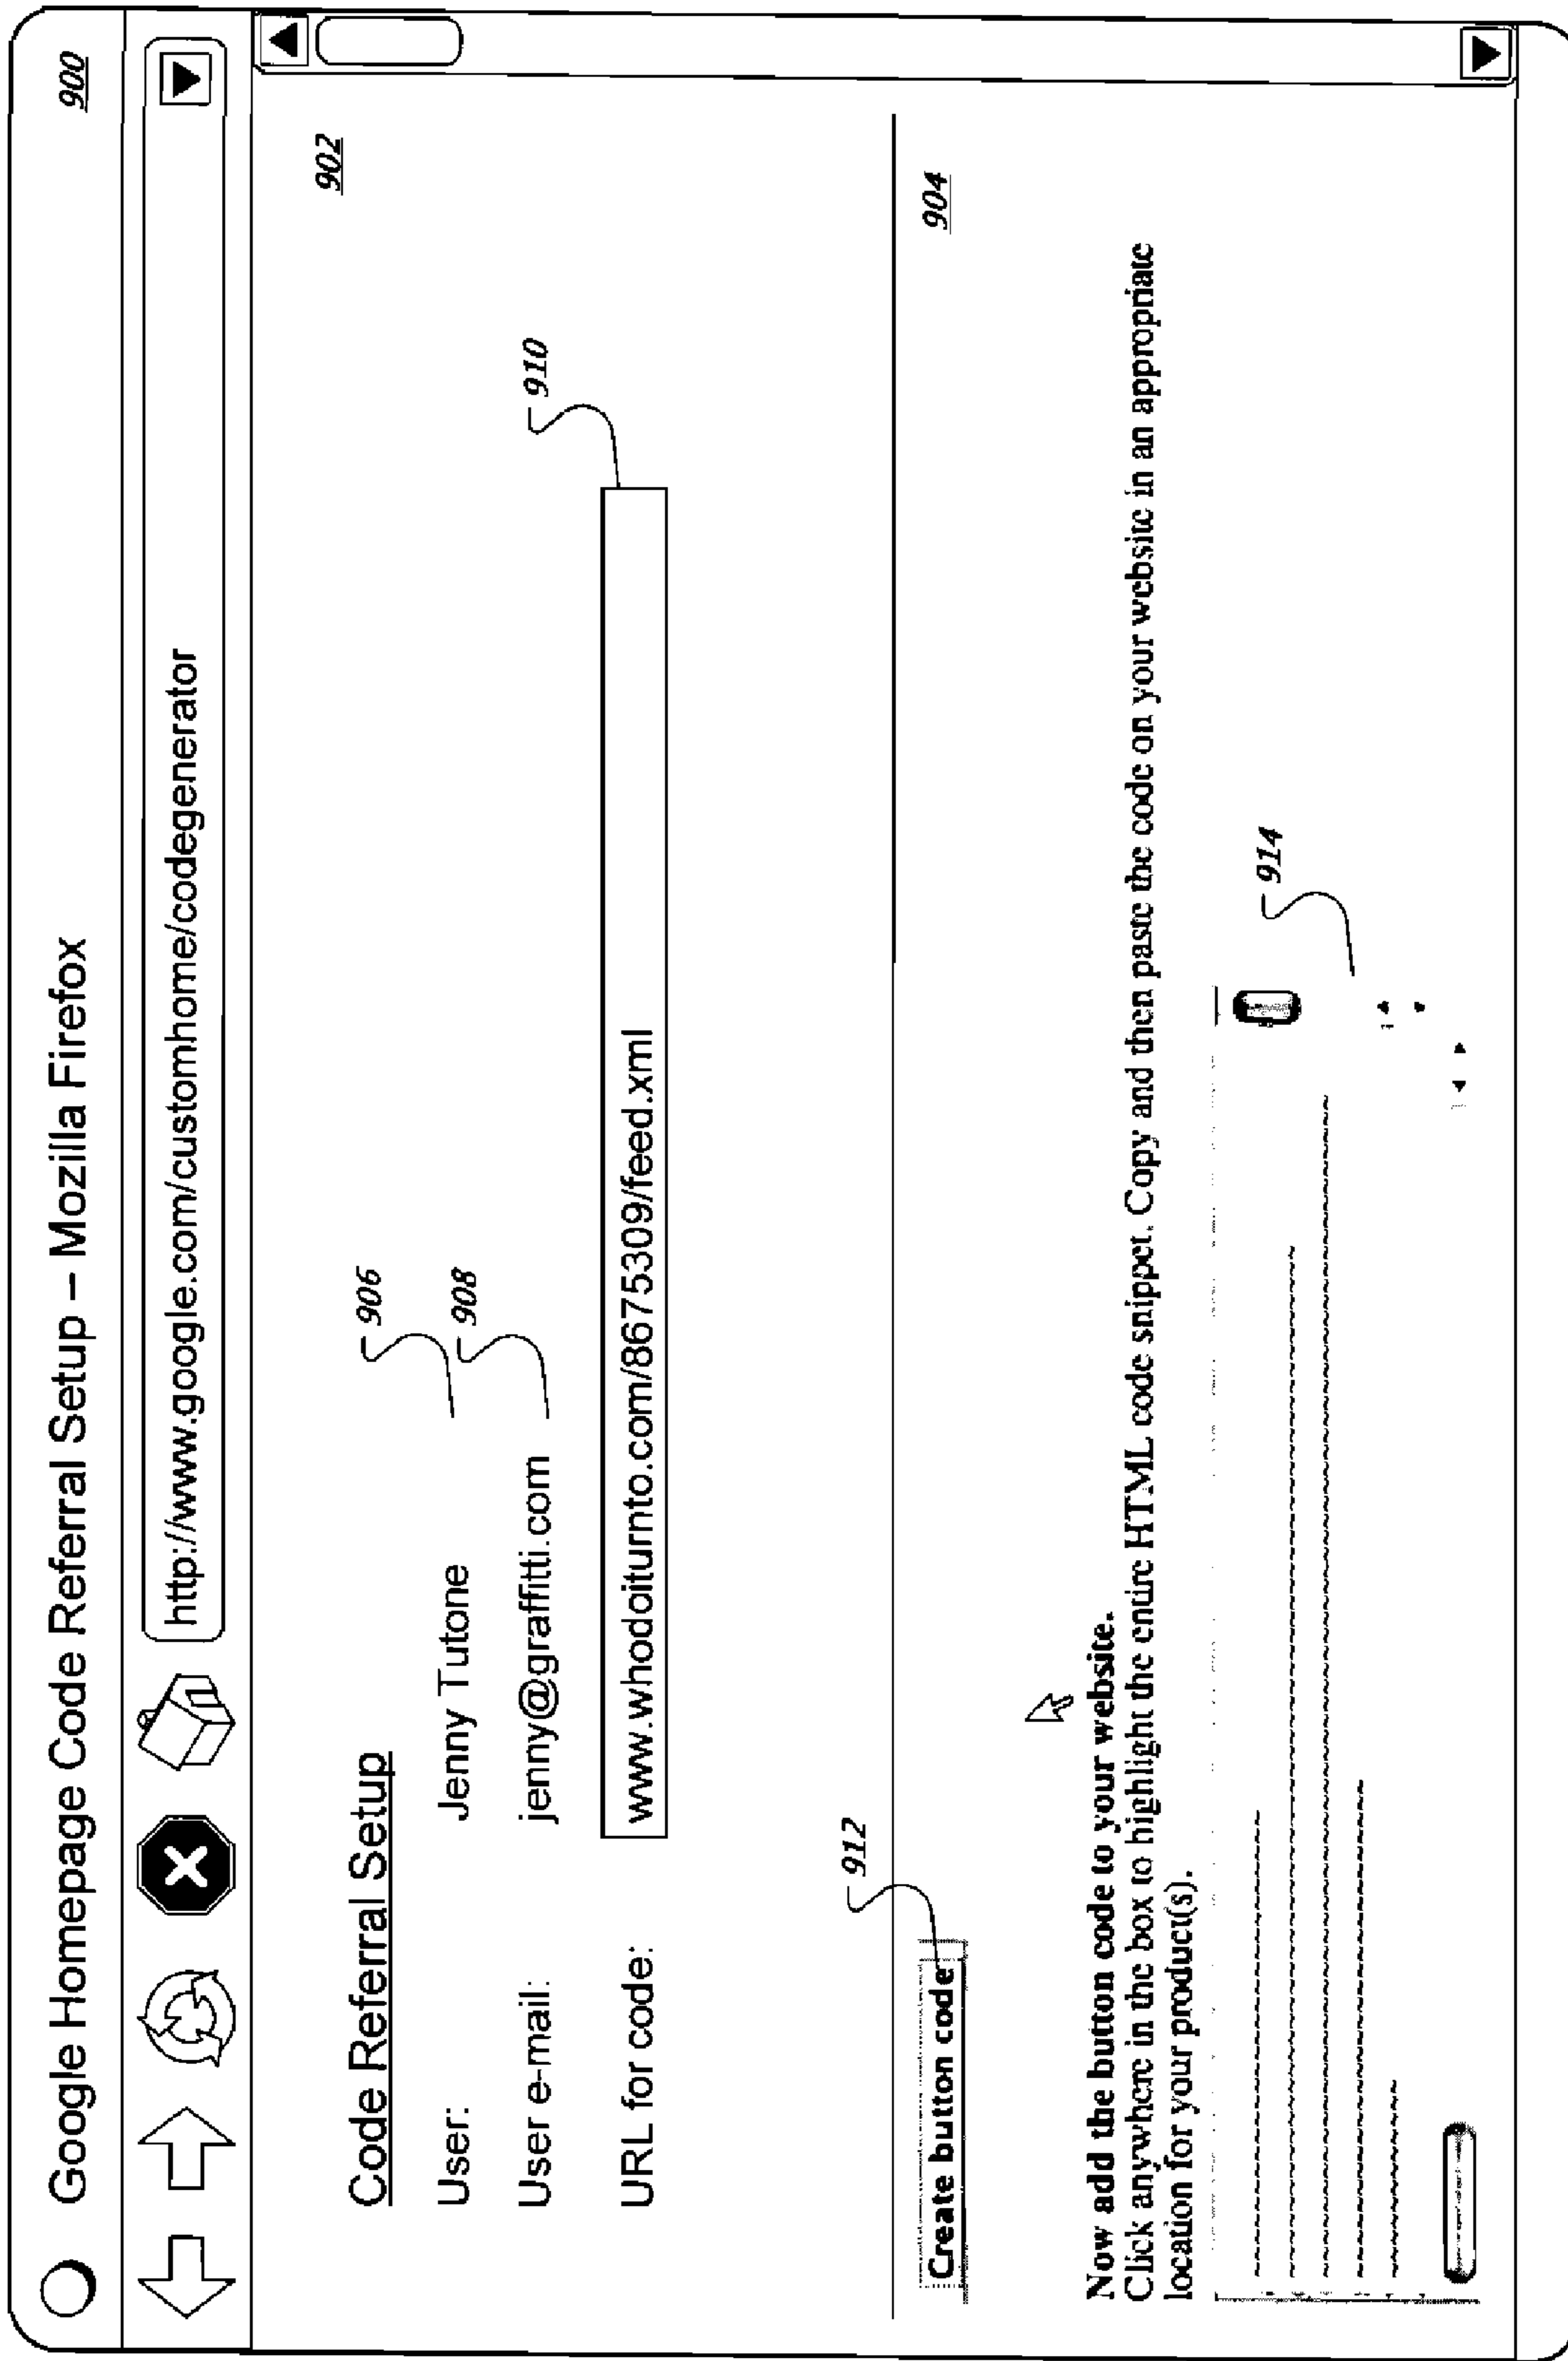 Google Homepage Code Referral Setup – Mozilla Firefox
900
http://www.google.com/customhome/codegenerator
902
Code Referral Setup
906
User: Jenny Tutone
908
User e-mail: jenny@graffitti.com
910
URL for code: www.whodoiturnto.com/8675309/feed.xml
912
Create button code
904
Now add the button code to your website.
Click anywhere in the box to highlight the entire HTML code snippet. Copy and then paste the code on your website in an appropriate
location for your product(s).
914